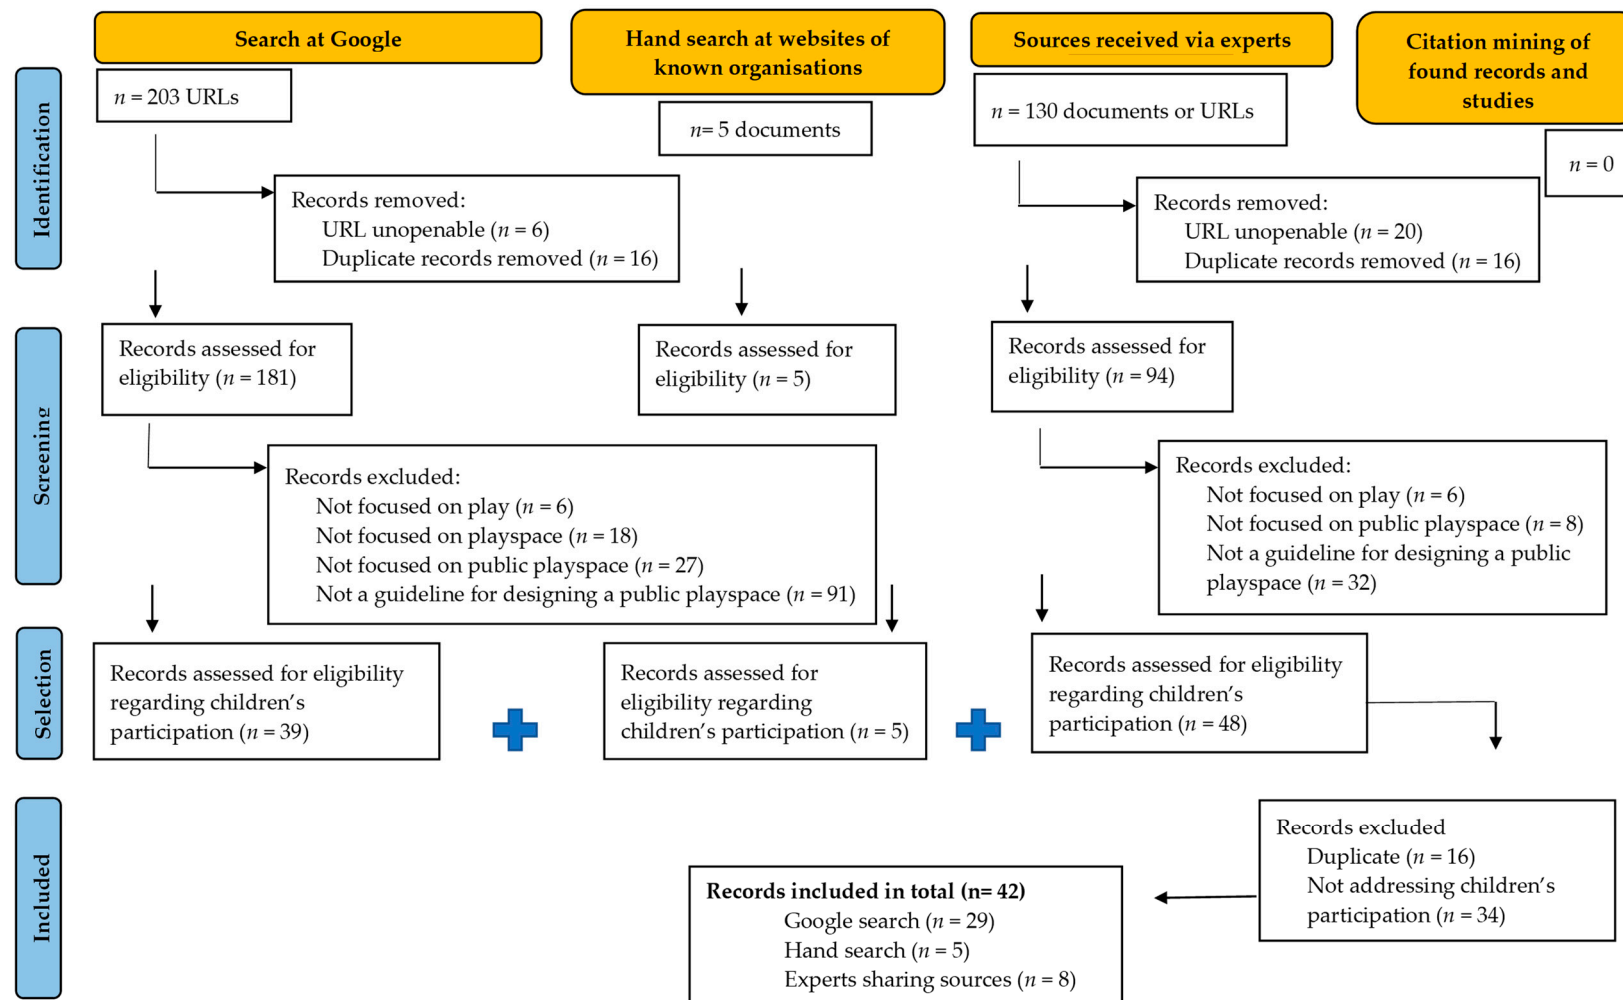 Search at Google
Hand search at websites of
known organisations
Sources received via experts
Citation mining of
found records and
studies
Identification
n = 203 URLs
n= 5 documents
n = 130 documents or URLs
n = 0
Records removed:
URL unopenable (n = 6)
Duplicate records removed (n = 16)
Records removed:
URL unopenable (n = 20)
Duplicate records removed (n = 16)
Screening
Records assessed for
eligibility (n = 181)
Records assessed for
eligibility (n = 5)
Records assessed for
eligibility (n = 94)
Records excluded:
Not focused on play (n = 6)
Not focused on playspace (n = 18)
Not focused on public playspace (n = 27)
Not a guideline for designing a public playspace (n = 91)
Records excluded:
Not focused on play (n = 6)
Not focused on public playspace (n = 8)
Not a guideline for designing a public
playspace (n = 32)
Selection
Records assessed for eligibility
regarding children's
participation (n = 39)
Records assessed for
eligibility regarding
children's participation (n = 5)
Records assessed for eligibility
regarding children's
participation (n = 48)
Included
Records excluded
Duplicate (n = 16)
Not addressing children's
participation (n = 34)
Records included in total (n= 42)
Google search (n = 29)
Hand search (n = 5)
Experts sharing sources (n = 8)